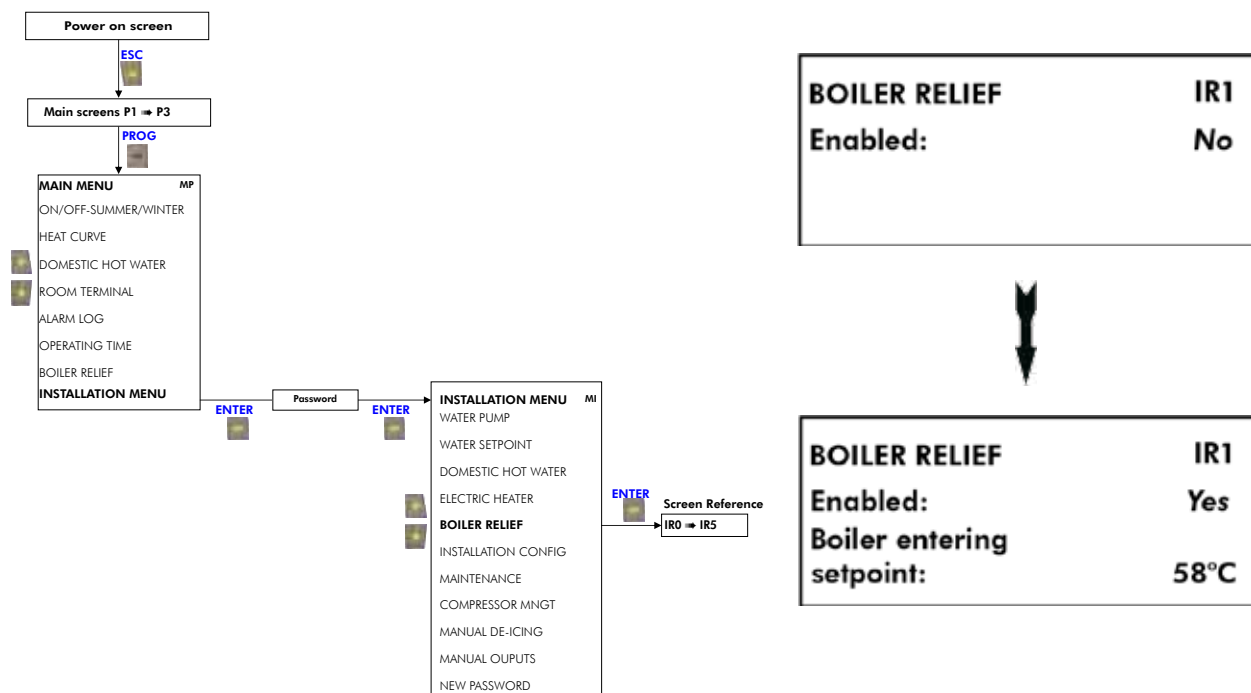 Power on screen
ESC
Main screens P1 ➠ P3
PROG
MAIN MENU MP
ON/OFF-SUMMER/WINTER
HEAT CURVE
DOMESTIC HOT WATER
ROOM TERMINAL
ALARM LOG
OPERATING TIME
BOILER RELIEF
INSTALLATION MENU
ENTER
Password
ENTER
INSTALLATION MENU MI
WATER PUMP
WATER SETPOINT
DOMESTIC HOT WATER
ELECTRIC HEATER
BOILER RELIEF
INSTALLATION CONFIG
MAINTENANCE
COMPRESSOR MNGT
MANUAL DE-ICING
MANUAL OUPUTS
NEW PASSWORD
ENTER
Screen Reference
IR0 ➠ IR5
BOILER RELIEF IR1
Enabled: No
BOILER RELIEF IR1
Enabled: Yes
Boiler entering
setpoint: 58°C